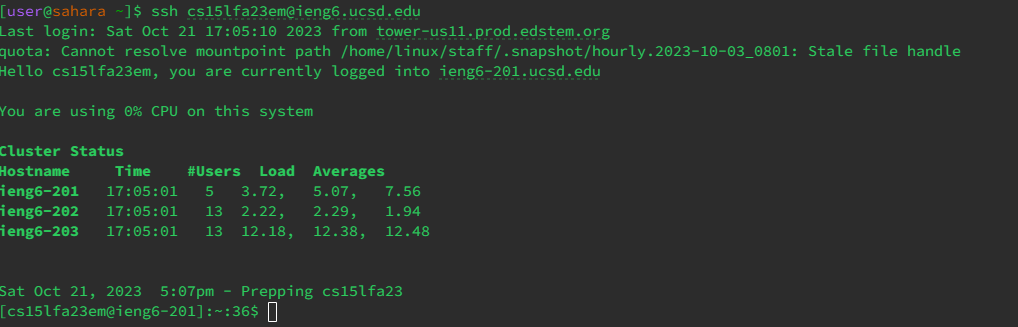 [user@sahara ~]$ ssh cs15lfa23em@ieng6.ucsd.edu
Last login: Sat Oct 21 17:05:10 2023 from tower-us11.prod.edstem.org
quota: Cannot resolve mountpoint path /home/linux/staff/.snapshot/hourly.2023-10-03_0801: Stale file handle
Hello cs15lfa23em, you are currently logged into ieng6-201.ucsd.edu
You are using 0% CPU on this system
Cluster Status
Hostname     Time    #Users  Load  Averages
ieng6-201   17:05:01   5   3.72,   5.07,   7.56
ieng6-202   17:05:01   13  2.22,   2.29,   1.94
ieng6-203   17:05:01   13  12.18,  12.38,  12.48
Sat Oct 21, 2023  5:07pm - Prepping cs15lfa23
[cs15lfa23em@ieng6-201]:~:36$